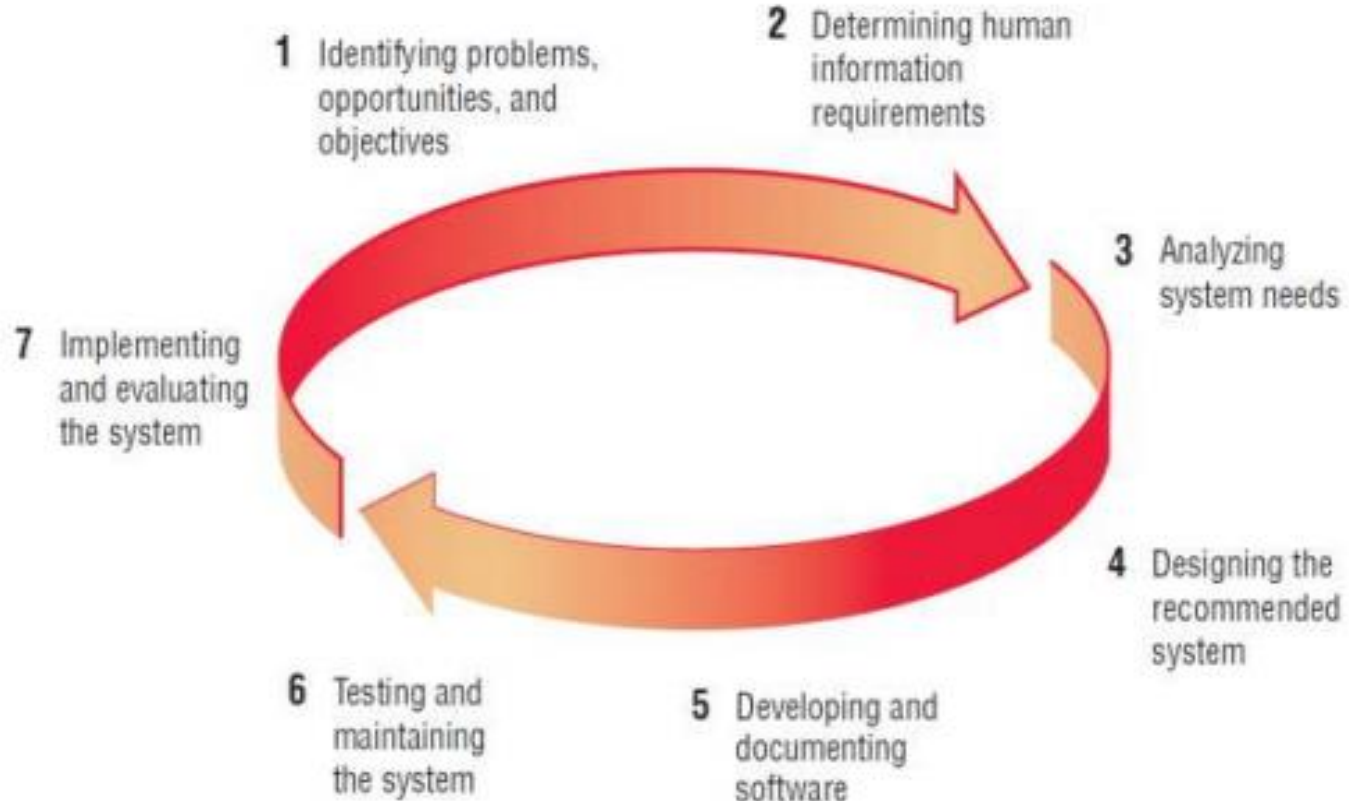 1 Identifying problems,
opportunities, and
objectives
2 Determining human
information
requirements
3 Analyzing
system needs
4 Designing the
recommended
system
5 Developing and
documenting
software
6 Testing and
maintaining
the system
7 Implementing
and evaluating
the system